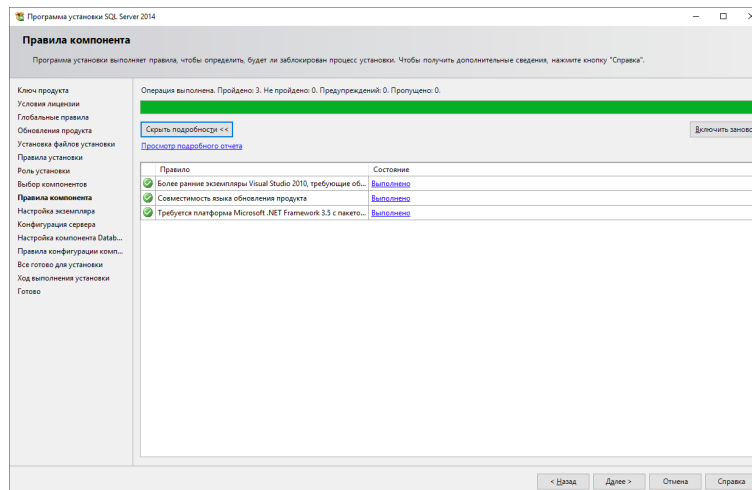 Программа установки SQL Server 2014
Правила компонента
Программа установки выполняет правила, чтобы определить, будет ли заблокирован процесс установки. Чтобы получить дополнительные сведения, нажмите кнопку "Справка".
Ключ продукта
Условия лицензии
Глобальные правила
Обновления продукта
Установка файлов установки
Правила установки
Роль установки
Выбор компонентов
Правила компонента
Настройка экземпляра
Конфигурация сервера
Настройка компонента Datab...
Правила конфигурации комп...
Все готово для установки
Ход выполнения установки
Готово
Операция выполнена. Пройдено: 3. Не пройдено: 0. Предупреждений: 0. Пропущено: 0.
Скрыть подробности <<
Включить заново
Просмотр подробного отчета
Правило Состояние
Более ранние экземпляры Visual Studio 2010, требующие об... Выполнено
Совместимость языка обновления продукта Выполнено
Требуется платформа Microsoft .NET Framework 3.5 с пакето... Выполнено
< Назад Далее > Отмена Справка